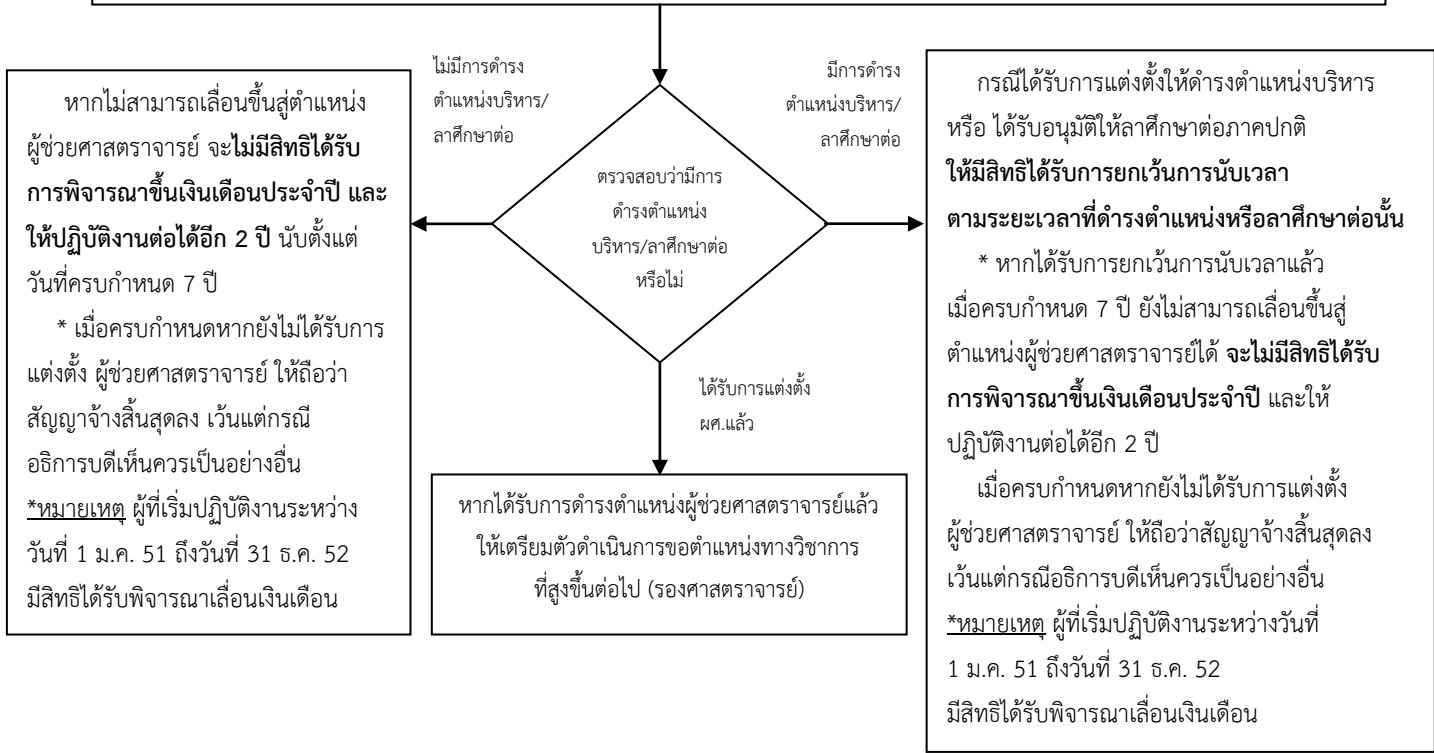 ไม่มีการดำรง
ตำแหน่งบริหาร/
ลาศึกษาต่อ
มีการดำรง
ตำแหน่งบริหาร/
ลาศึกษาต่อ
หากไม่สามารถเลื่อนขึ้นสู่ตำแหน่ง
ผู้ช่วยศาสตราจารย์ จะไม่มีสิทธิได้รับ
การพิจารณาขึ้นเงินเดือนประจำปี และ
ให้ปฏิบัติงานต่อได้อีก 2 ปี นับตั้งแต่
วันที่ครบกำหนด 7 ปี
* เมื่อครบกำหนดหากยังไม่ได้รับการ
แต่งตั้ง ผู้ช่วยศาสตราจารย์ ให้ถือว่า
สัญญาจ้างสิ้นสุดลง เว้นแต่กรณี
อธิการบดีเห็นควรเป็นอย่างอื่น
*หมายเหตุ ผู้ที่เริ่มปฏิบัติงานระหว่าง
วันที่ 1 ม.ค. 51 ถึงวันที่ 31 ธ.ค. 52
มีสิทธิได้รับพิจารณาเลื่อนเงินเดือน
ตรวจสอบว่ามีการ
ดำรงตำแหน่ง
บริหาร/ลาศึกษาต่อ
หรือไม่
ได้รับการแต่งตั้ง
ผศ.แล้ว
หากได้รับการดำรงตำแหน่งผู้ช่วยศาสตราจารย์แล้ว
ให้เตรียมตัวดำเนินการขอตำแหน่งทางวิชาการ
ที่สูงขึ้นต่อไป (รองศาสตราจารย์)
กรณีได้รับการแต่งตั้งให้ดำรงตำแหน่งบริหาร
หรือ ได้รับอนุมัติให้ลาศึกษาต่อภาคปกติ
ให้มีสิทธิได้รับการยกเว้นการนับเวลา
ตามระยะเวลาที่ดำรงตำแหน่งหรือลาศึกษาต่อนั้น
* หากได้รับการยกเว้นการนับเวลาแล้ว
เมื่อครบกำหนด 7 ปี ยังไม่สามารถเลื่อนขึ้นสู่
ตำแหน่งผู้ช่วยศาสตราจารย์ได้ จะไม่มีสิทธิได้รับ
การพิจารณาขึ้นเงินเดือนประจำปี และให้
ปฏิบัติงานต่อได้อีก 2 ปี
เมื่อครบกำหนดหากยังไม่ได้รับการแต่งตั้ง
ผู้ช่วยศาสตราจารย์ ให้ถือว่าสัญญาจ้างสิ้นสุดลง
เว้นแต่กรณีอธิการบดีเห็นควรเป็นอย่างอื่น
*หมายเหตุ ผู้ที่เริ่มปฏิบัติงานระหว่างวันที่
1 ม.ค. 51 ถึงวันที่ 31 ธ.ค. 52
มีสิทธิได้รับพิจารณาเลื่อนเงินเดือน